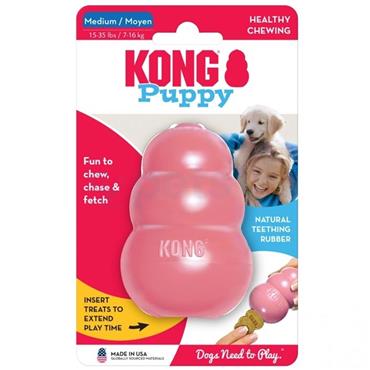 Medium / Moyen
15-35 lbs / 7-16 kg
HEALTHY
CHEWING
KONG
Puppy
Fun to
chew,
chase &
fetch
KONG
NATURAL
TEETHING
RUBBER
INSERT
TREATS TO
EXTEND
PLAY TIME
MADE IN USA
GLOBALLY SOURCED MATERIALS
Dogs Need to Play.